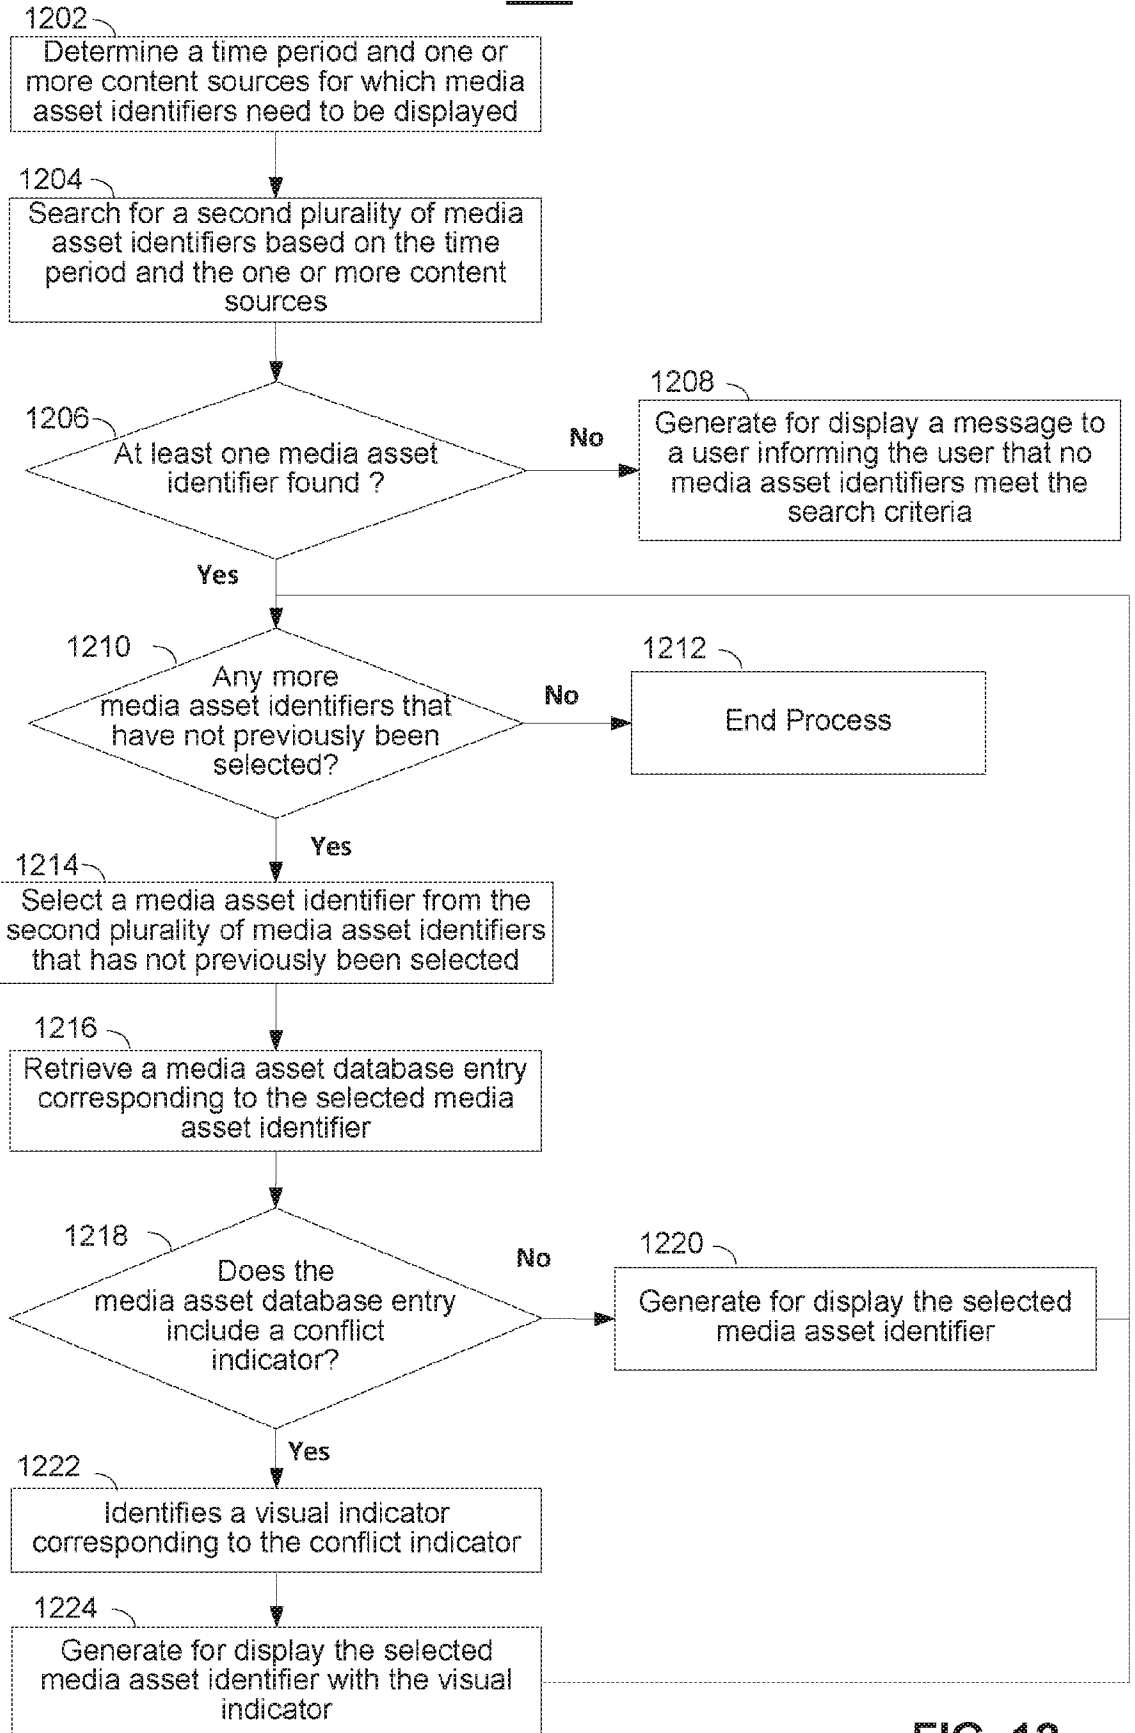 1202
Determine a time period and one or
more content sources for which media
asset identifiers need to be displayed
1204
Search for a second plurality of media
asset identifiers based on the time
period and the one or more content
sources
1206
At least one media asset
identifier found ?
No
1208
Generate for display a message to
a user informing the user that no
media asset identifiers meet the
search criteria
Yes
1210
Any more
media asset identifiers that
have not previously been
selected?
No
1212
End Process
Yes
1214
Select a media asset identifier from the
second plurality of media asset identifiers
that has not previously been selected
1216
Retrieve a media asset database entry
corresponding to the selected media
asset identifier
1218
Does the
media asset database entry
include a conflict
indicator?
No
1220
Generate for display the selected
media asset identifier
Yes
1222
Identifies a visual indicator
corresponding to the conflict indicator
1224
Generate for display the selected
media asset identifier with the visual
indicator